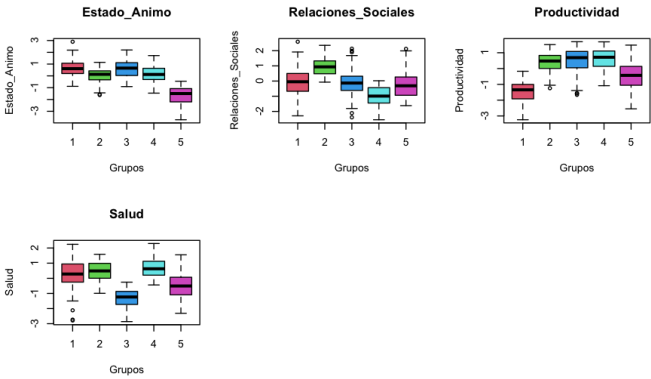 Estado_Animo
Estado_Animo
3
1
-1
-3
1 2 3 4 5
Grupos
Relaciones_Sociales
Relaciones_Sociales
2
1
0
-2
1 2 3 4 5
Grupos
Productividad
Productividad
1
-1
-3
1 2 3 4 5
Grupos
Salud
Salud
2
1
-1
-3
1 2 3 4 5
Grupos